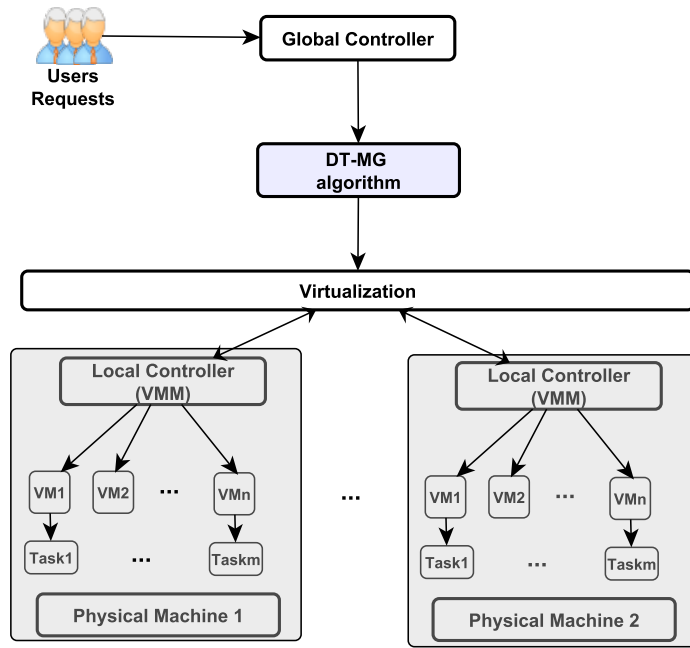 Users
Requests
Global Controller
DT-MG
algorithm
Virtualization
Local Controller
(VMM)
VM1
VM2
...
VMn
Task1
...
Taskm
Physical Machine 1
...
Local Controller
(VMM)
VM1
VM2
...
VMn
Task1
...
Taskm
Physical Machine 2